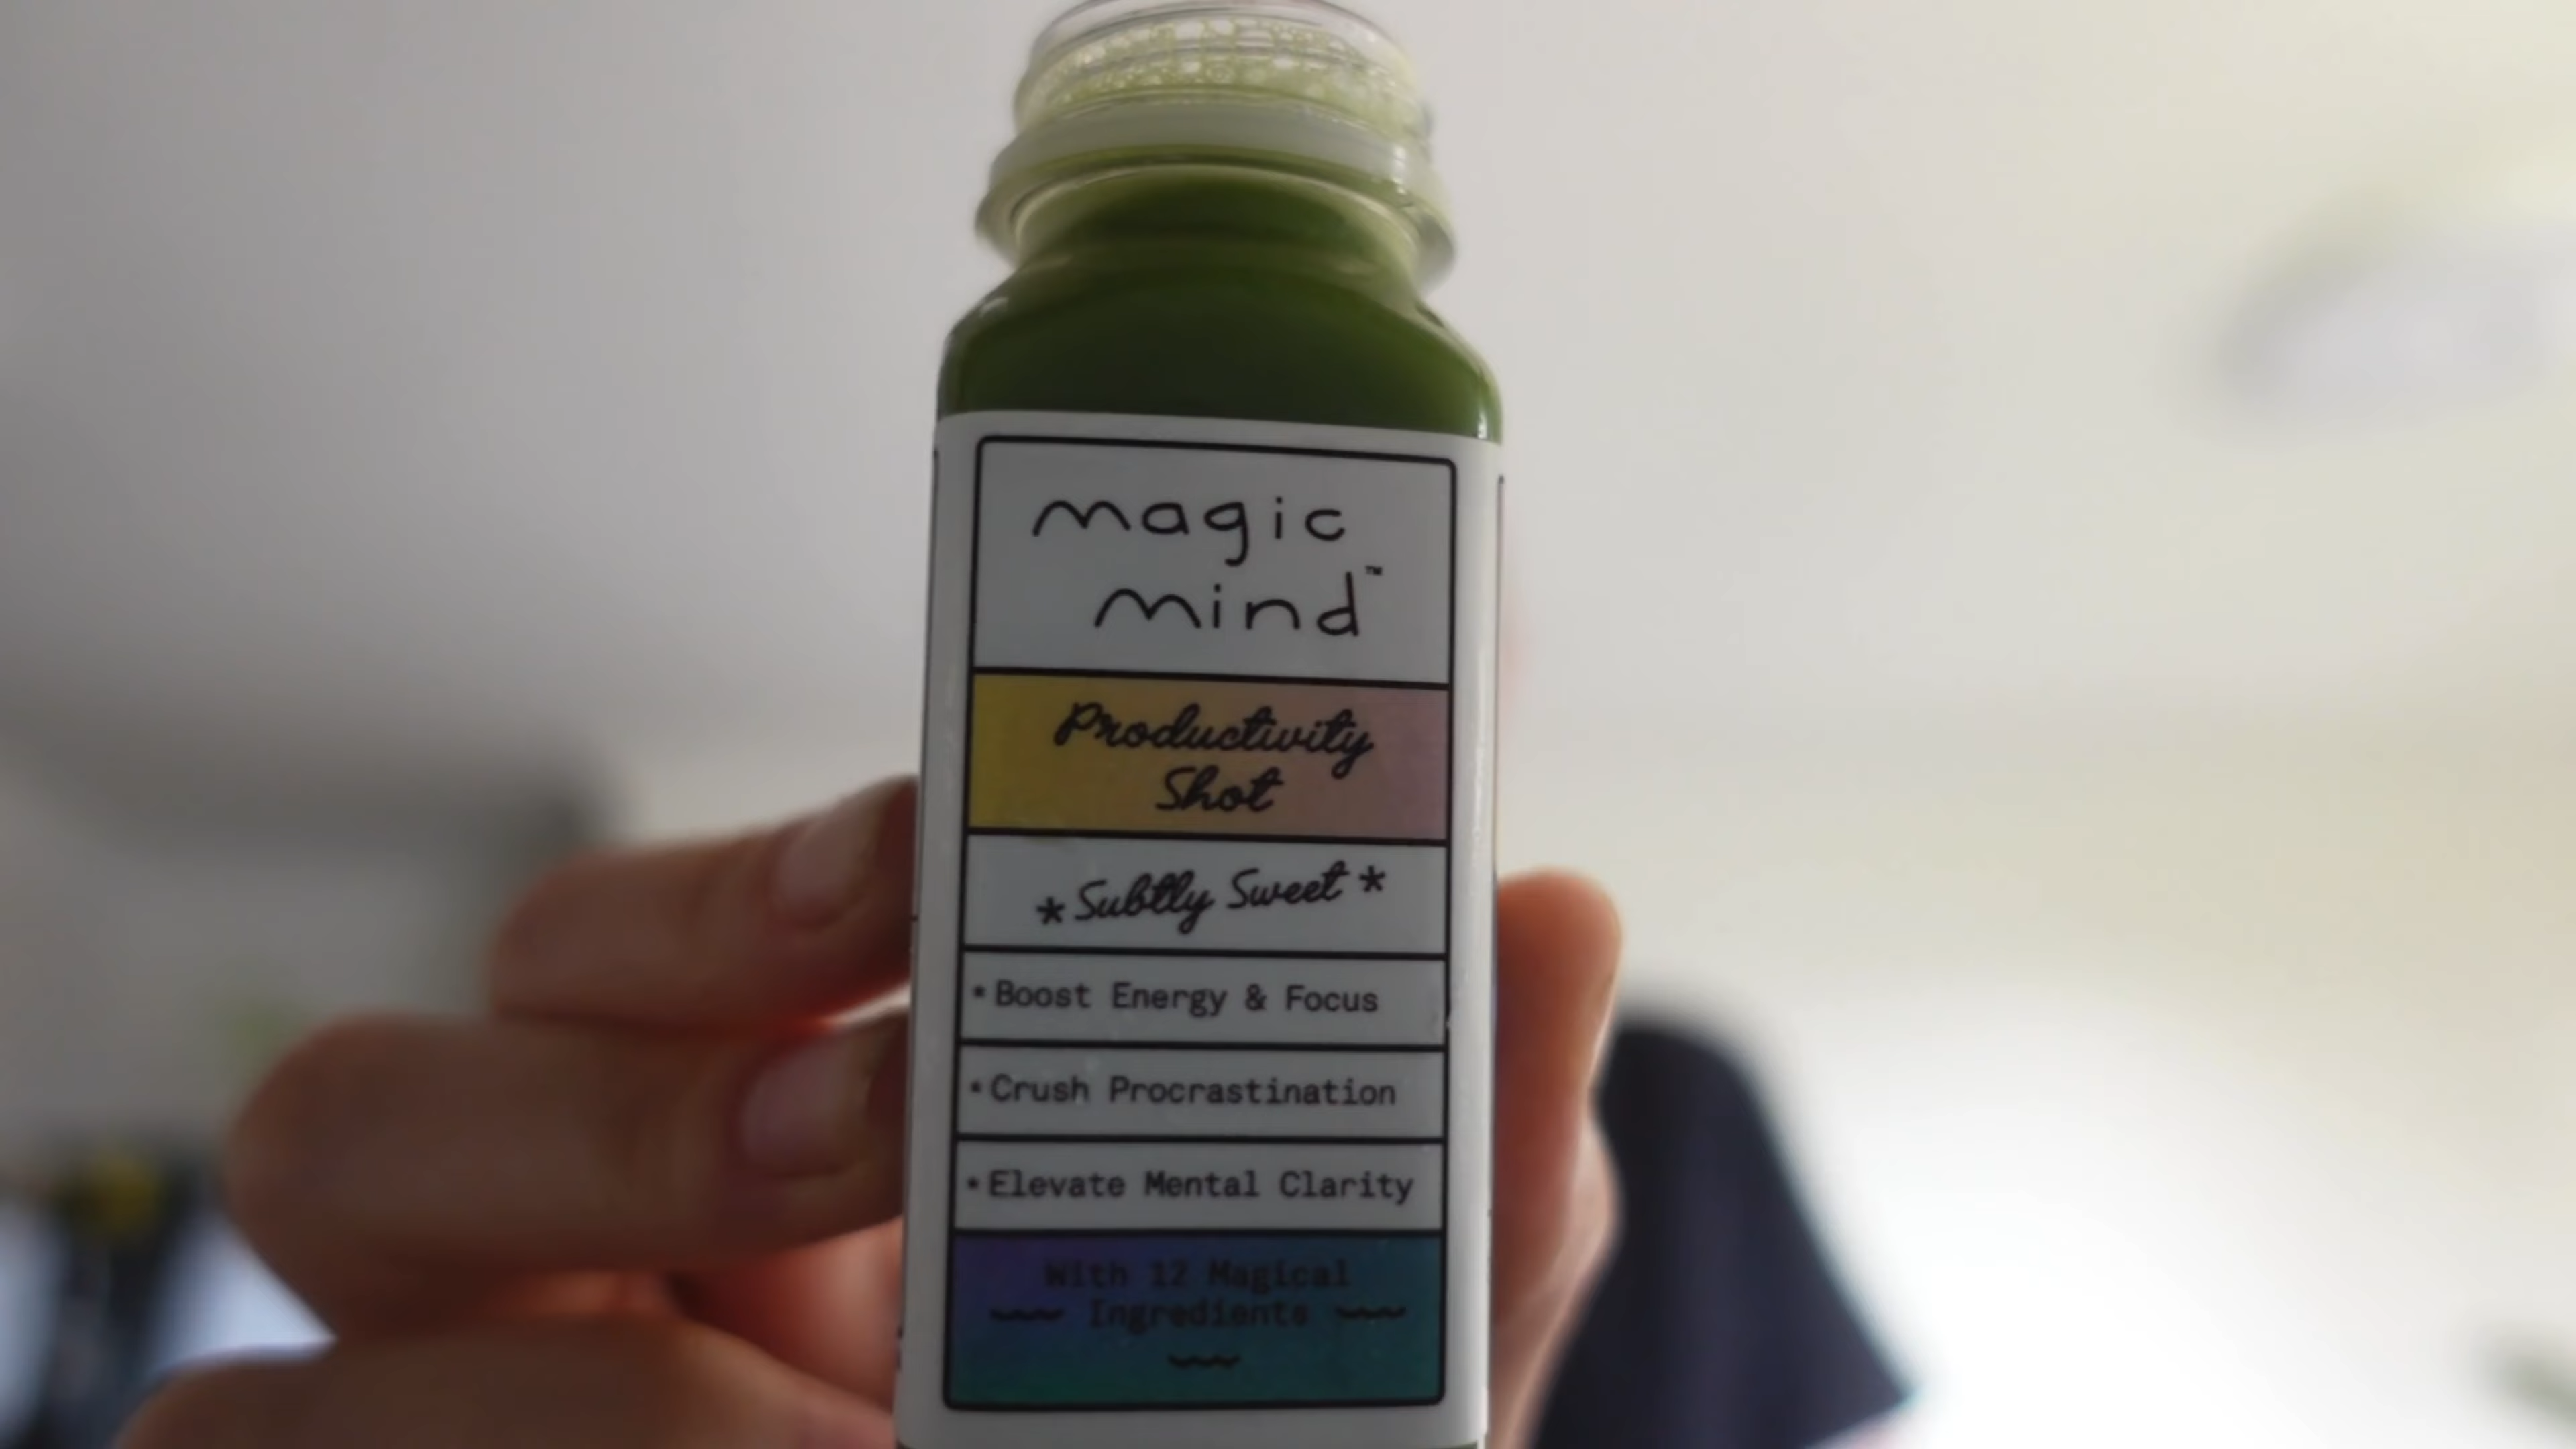 magic
mind™
Productivity
Shot
* Subtly Sweet *
* Boost Energy & Focus
* Crush Procrastination
* Elevate Mental Clarity
With 12 Magical
Ingredients